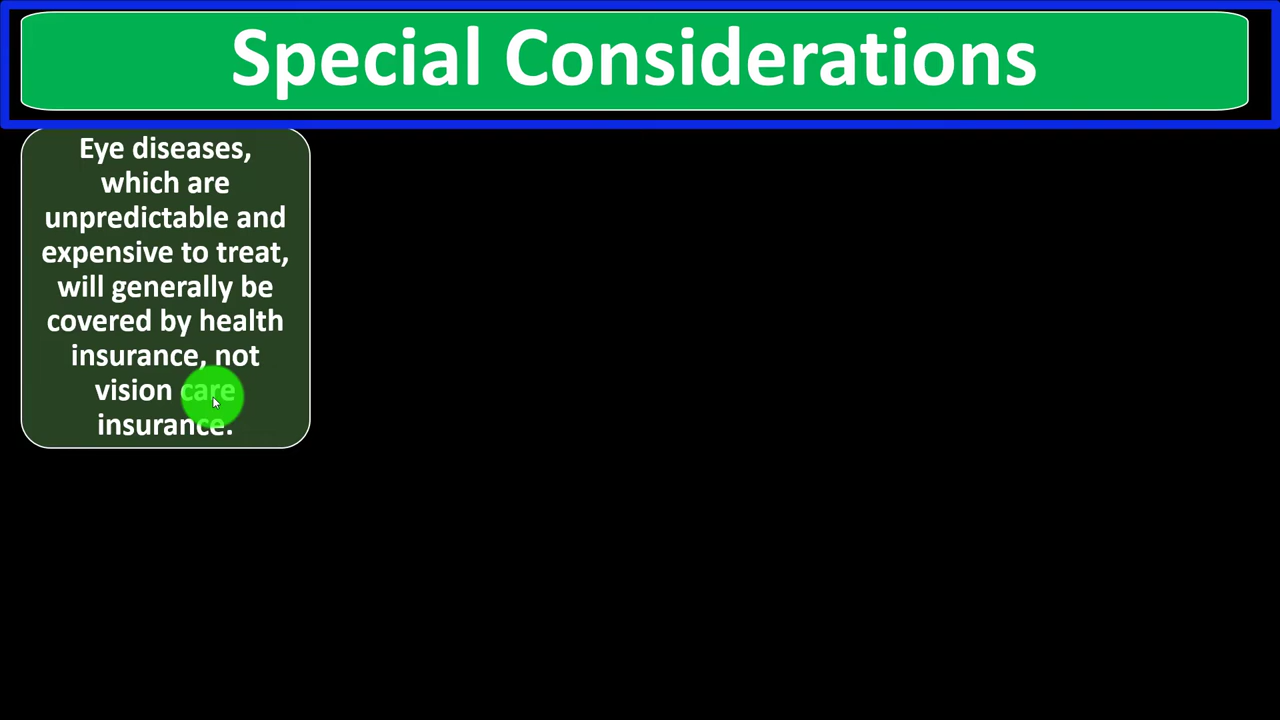 Special Considerations
Eye diseases,
which are
unpredictable and
expensive to treat,
will generally be
covered by health
insurance, not
vision care
insurance.